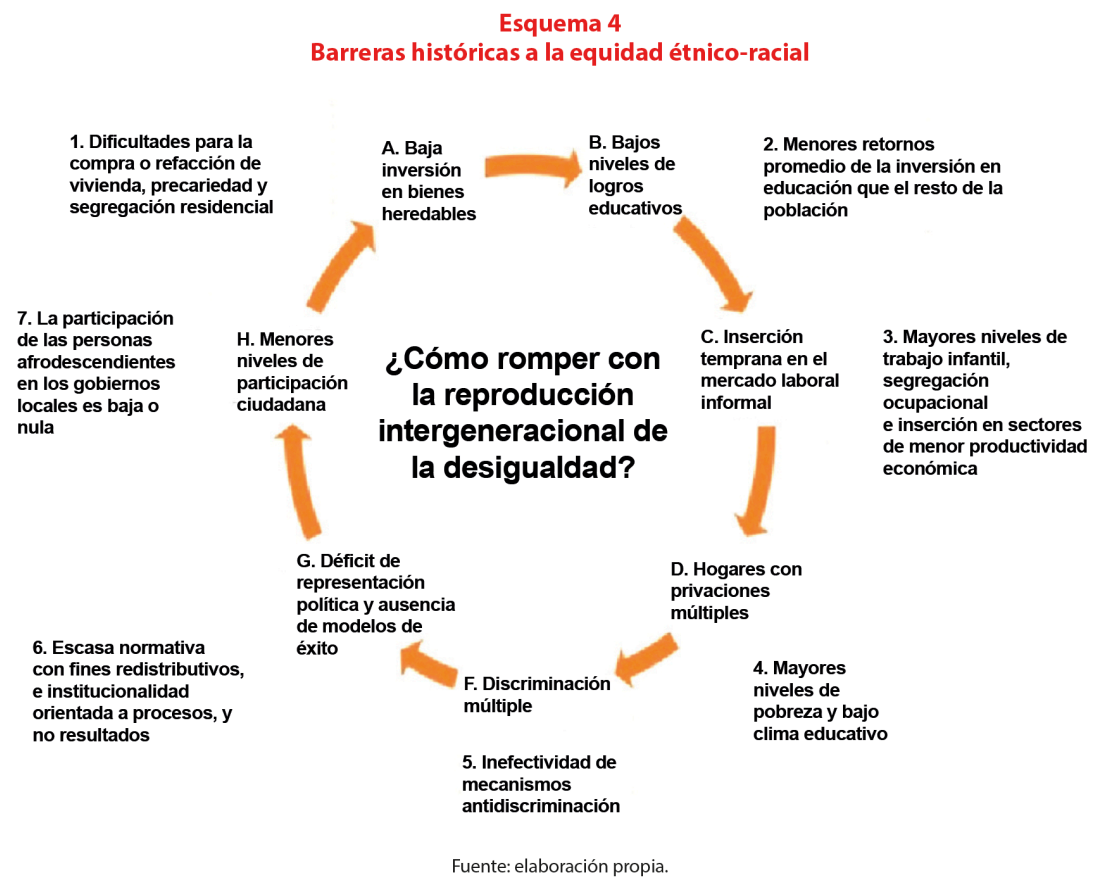 Esquema 4
Barreras históricas a la equidad étnico-racial
1. Dificultades para la
compra o refacción de
vivienda, precariedad y
segregación residencial
A. Baja
inversión
en bienes
heredables
B. Bajos
niveles de
logros
educativos
2. Menores retornos
promedio de la inversión en
educación que el resto de la
población
7. La participación
de las personas
afrodescendientes
en los gobiernos
locales es baja o
nula
H. Menores
niveles de
participación
ciudadana
¿Cómo romper con
la reproducción
intergeneracional de
la desigualdad?
C. Inserción
temprana en el
mercado laboral
informal
3. Mayores niveles de
trabajo infantil,
segregación
ocupacional
e inserción en sectores
de menor productividad
económica
G. Déficit de
representación
política y ausencia
de modelos de
éxito
D. Hogares con
privaciones
múltiples
6. Escasa normativa
con fines redistributivos,
e institucionalidad
orientada a procesos, y
no resultados
F. Discriminación
múltiple
4. Mayores
niveles de
pobreza y bajo
clima educativo
5. Inefectividad de
mecanismos
antidiscriminación
Fuente: elaboración propia.